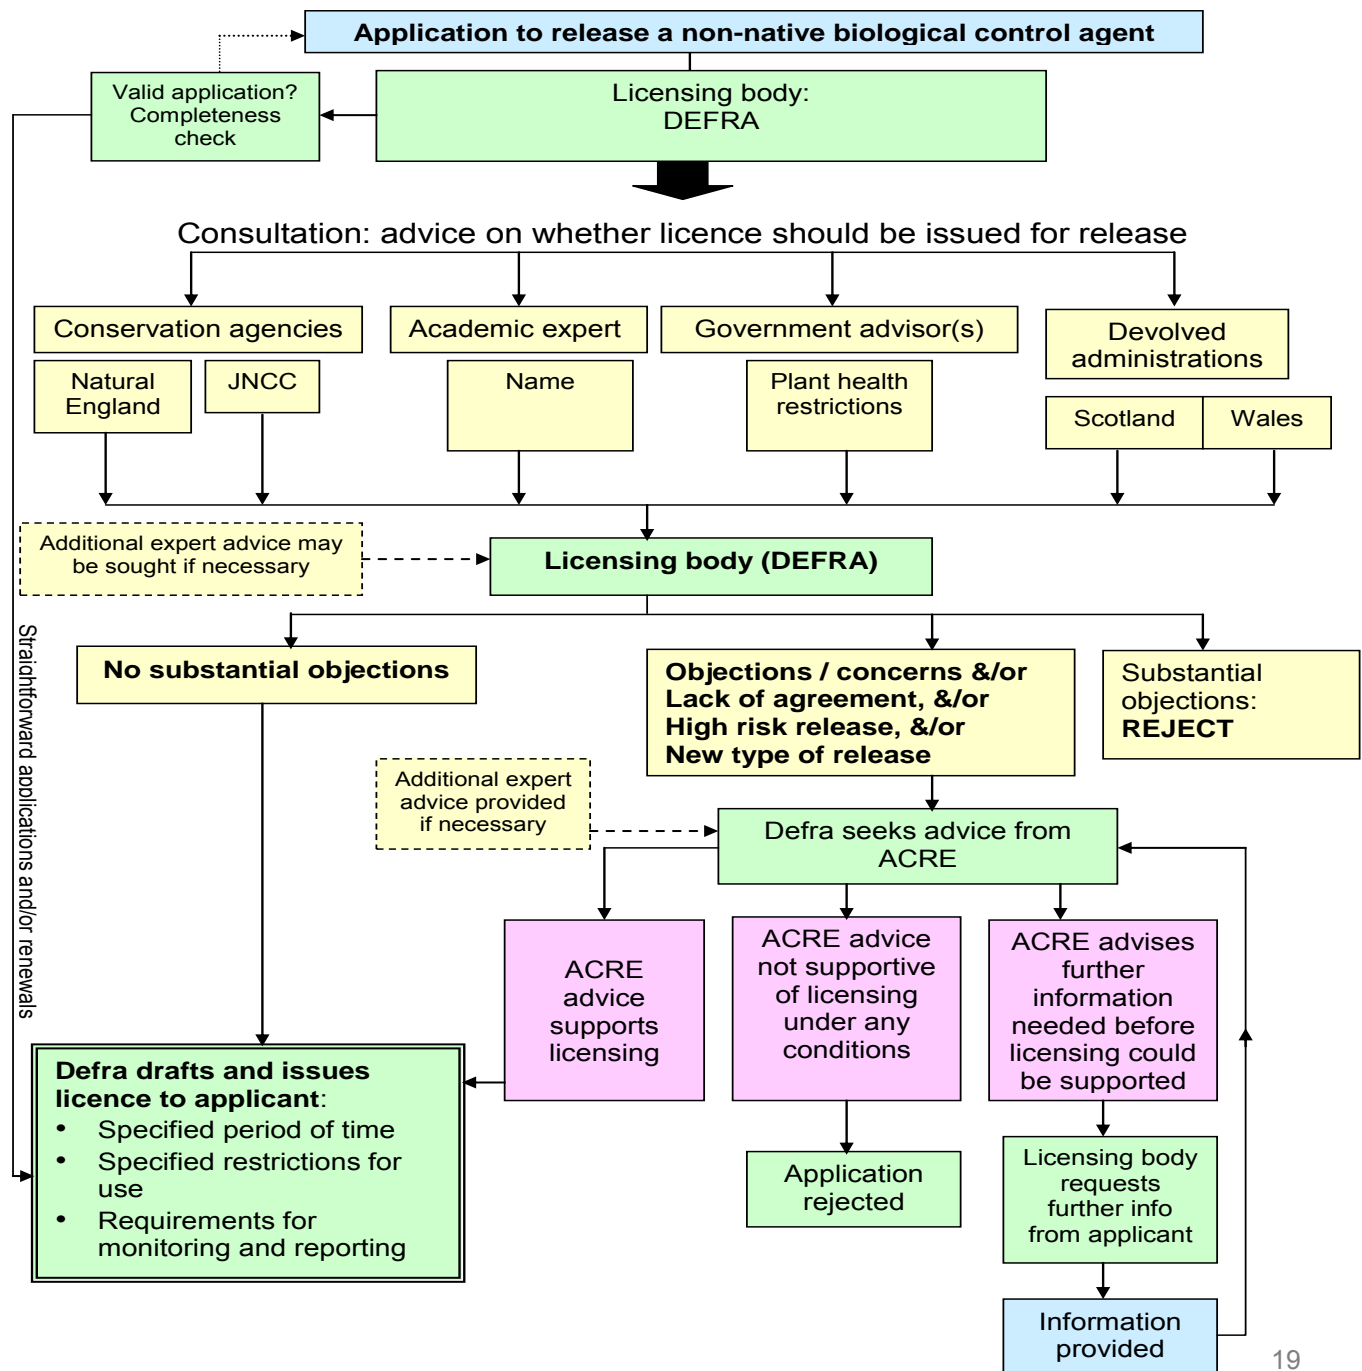 Application to release a non-native biological control agent
Valid application?
Completeness
check
Licensing body:
DEFRA
Consultation: advice on whether licence should be issued for release
Conservation agencies
Academic expert
Government advisor(s)
Devolved
administrations
Natural
England
JNCC
Name
Plant health
restrictions
Scotland
Wales
Additional expert advice may
be sought if necessary
Licensing body (DEFRA)
Straightforward applications and/or renewals
No substantial objections
Objections / concerns &/or
Lack of agreement, &/or
High risk release, &/or
New type of release
Substantial
objections:
REJECT
Additional expert
advice provided
if necessary
Defra seeks advice from
ACRE
ACRE
advice
supports
licensing
ACRE advice
not supportive
of licensing
under any
conditions
ACRE advises
further
information
needed before
licensing could
be supported
Defra drafts and issues
licence to applicant:
• Specified period of time
• Specified restrictions for
use
• Requirements for
monitoring and reporting
Application
rejected
Licensing body
requests
further info
from applicant
Information
provided
19